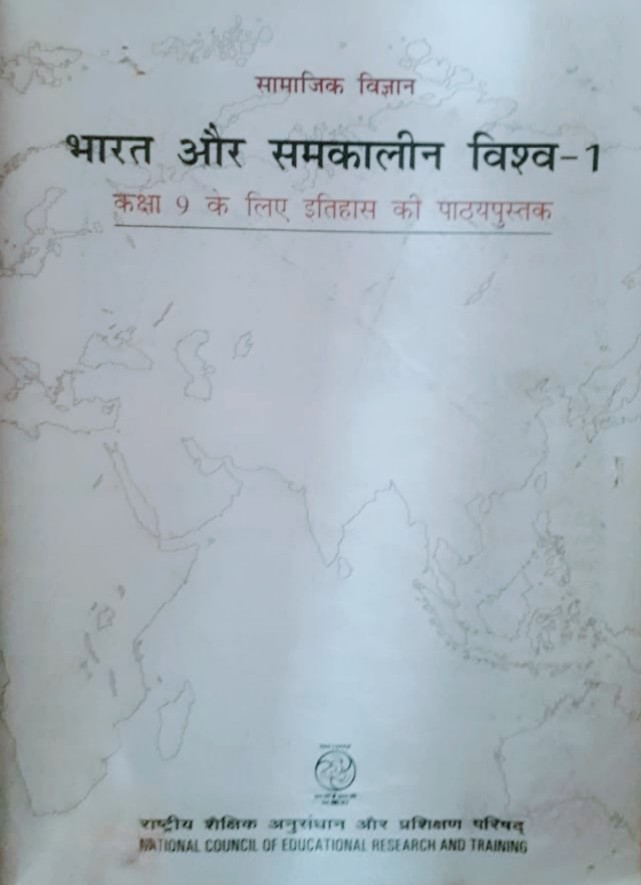 सामाजिक विज्ञान
भारत और समकालीन विश्व-1
कक्षा 9 के लिए इतिहास की पाठ्यपुस्तक
राष्ट्रीय शैक्षिक अनुसंधान और प्रशिक्षण परिषद्
NATIONAL COUNCIL OF EDUCATIONAL RESEARCH AND TRAINING